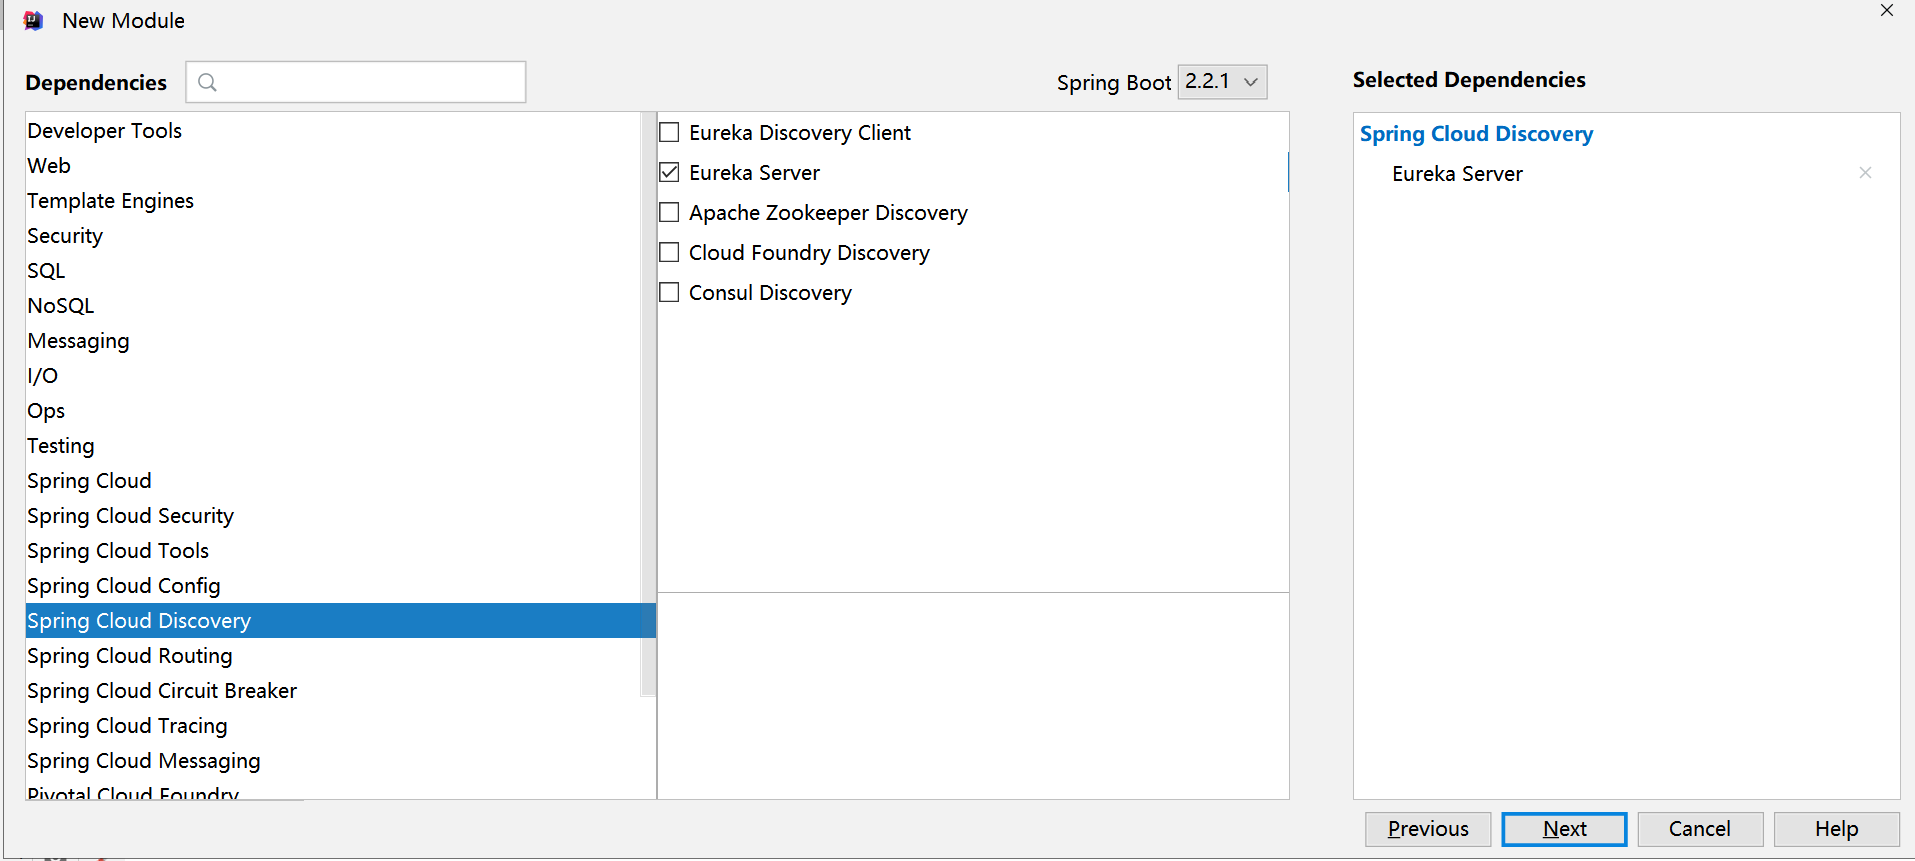 New Module
Dependencies
Spring Boot 2.2.1
Selected Dependencies
Developer Tools
Web
Template Engines
Security
SQL
NoSQL
Messaging
I/O
Ops
Testing
Spring Cloud
Spring Cloud Security
Spring Cloud Tools
Spring Cloud Config
Spring Cloud Discovery
Spring Cloud Routing
Spring Cloud Circuit Breaker
Spring Cloud Tracing
Spring Cloud Messaging
Pivotal Cloud Foundry
Eureka Discovery Client
Eureka Server
Apache Zookeeper Discovery
Cloud Foundry Discovery
Consul Discovery
Spring Cloud Discovery
Eureka Server
Previous
Next
Cancel
Help